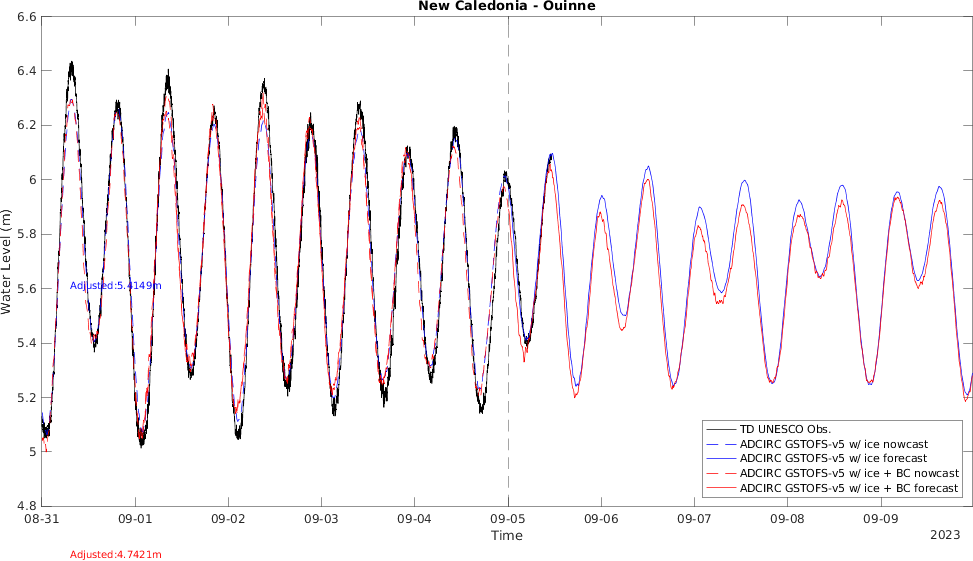 New Caledonia - Ouinne
6.6
6.4
6.2
6
5.8
5.6
5.4
5.2
5
4.8
Water Level (m)
Adjusted:5.4149m
TD UNESCO Obs.
ADCIRC GSTOFS-v5 w/ ice nowcast
ADCIRC GSTOFS-v5 w/ ice forecast
ADCIRC GSTOFS-v5 w/ ice + BC nowcast
ADCIRC GSTOFS-v5 w/ ice + BC forecast
08-31 09-01 09-02 09-03 09-04 09-05 09-06 09-07 09-08 09-09
Time
2023
Adjusted:4.7421m